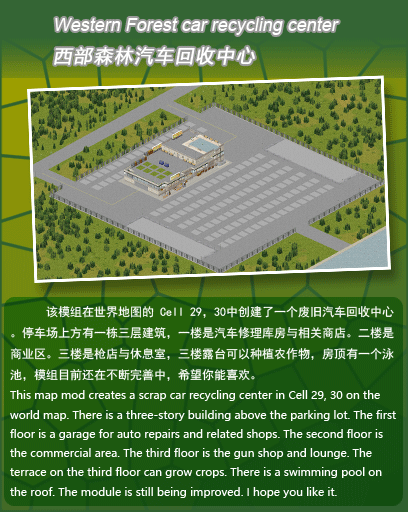 Western Forest car recycling center
西部森林汽车回收中心
该模组在世界地图的 Cell 29, 30中创建了一个废旧汽车回收中心
。停车场上方有一栋三层建筑，一楼是汽车修理库房与相关商店。二楼是
商业区。三楼是枪店与休息室，三楼露台可以种植农作物，房顶有一个泳
池，模组目前还在不断完善中，希望你能喜欢。
This map mod creates a scrap car recycling center in Cell 29, 30 on the
world map. There is a three-story building above the parking lot. The first
floor is a garage for auto repairs and related shops. The second floor is
the commercial area. The third floor is the gun shop and lounge. The
terrace on the third floor can grow crops. There is a swimming pool on
the roof. The module is still being improved. I hope you like it.